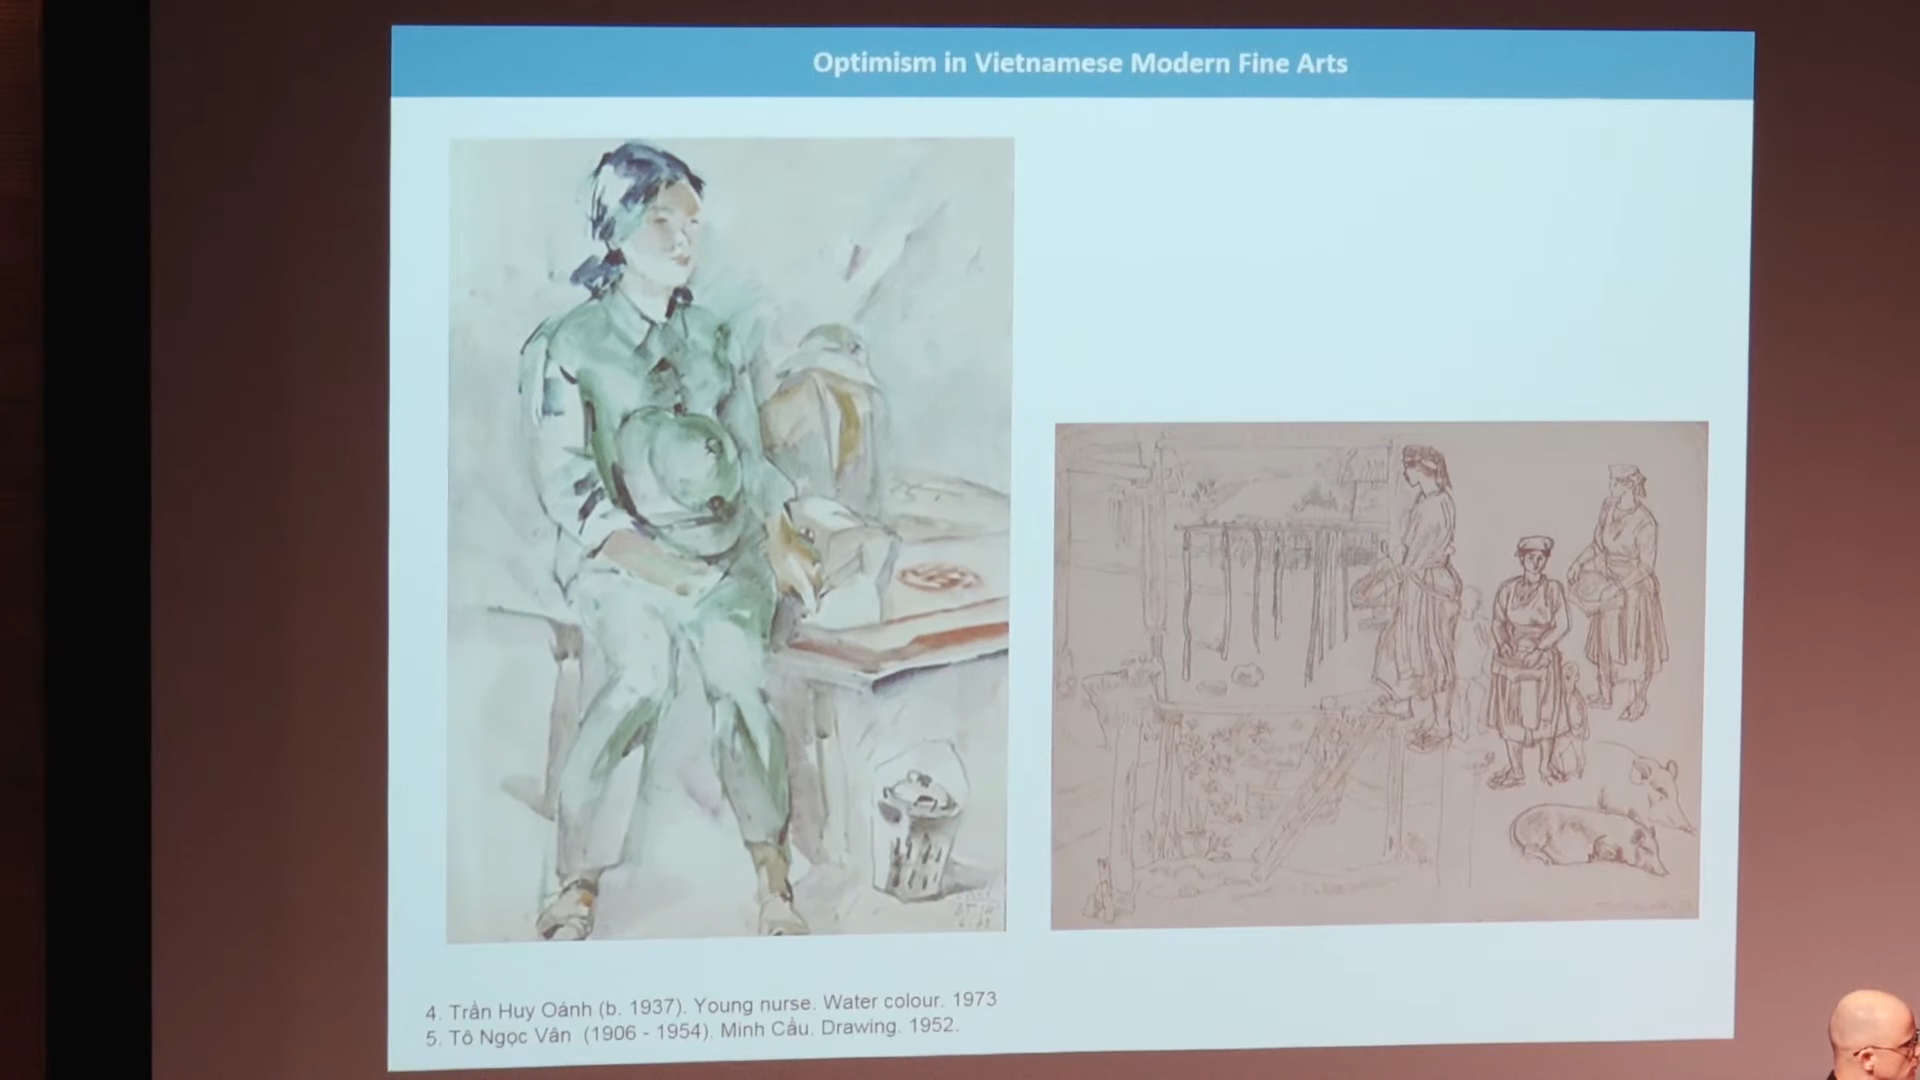 Optimism in Vietnamese Modern Fine Arts
4. Trần Huy Oánh (b. 1937). Young nurse. Water colour. 1973
5. Tô Ngọc Vân (1906 - 1954). Minh Cầu. Drawing. 1952.